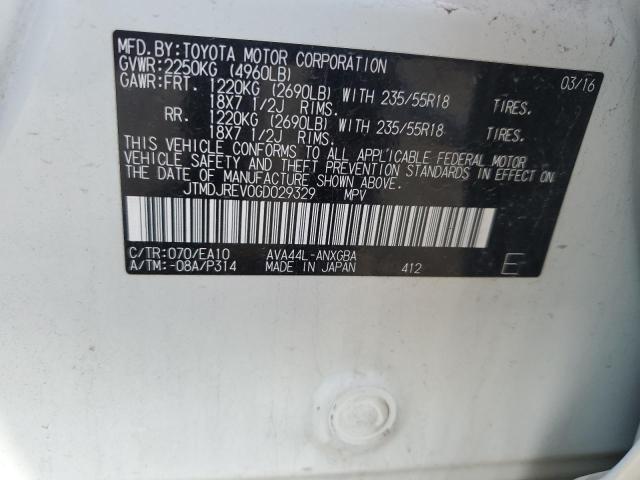 MFD.BY:TOYOTA MOTOR CORPORATION 03/16
GVWR:2250KG (4960LB)
GAWR:FRT. 1220KG (2690LB) WITH 235/55R18 TIRES.
18X7 1/2J RIMS.
RR. 1220KG (2690LB) WITH 235/55R18 TIRES.
18X7 1/2J RIMS.
THIS VEHICLE CONFORMS TO ALL APPLICABLE FEDERAL MOTOR
VEHICLE SAFETY AND THEFT PREVENTION STANDARDS IN EFFECT ON
THE DATE OF MANUFACTURE SHOWN ABOVE.
JTMDJREV0GD029329 MPV
C/TR:070/EA10 AVA44L-ANXGBA
A/TM:-08A/P314 MADE IN JAPAN 412 E